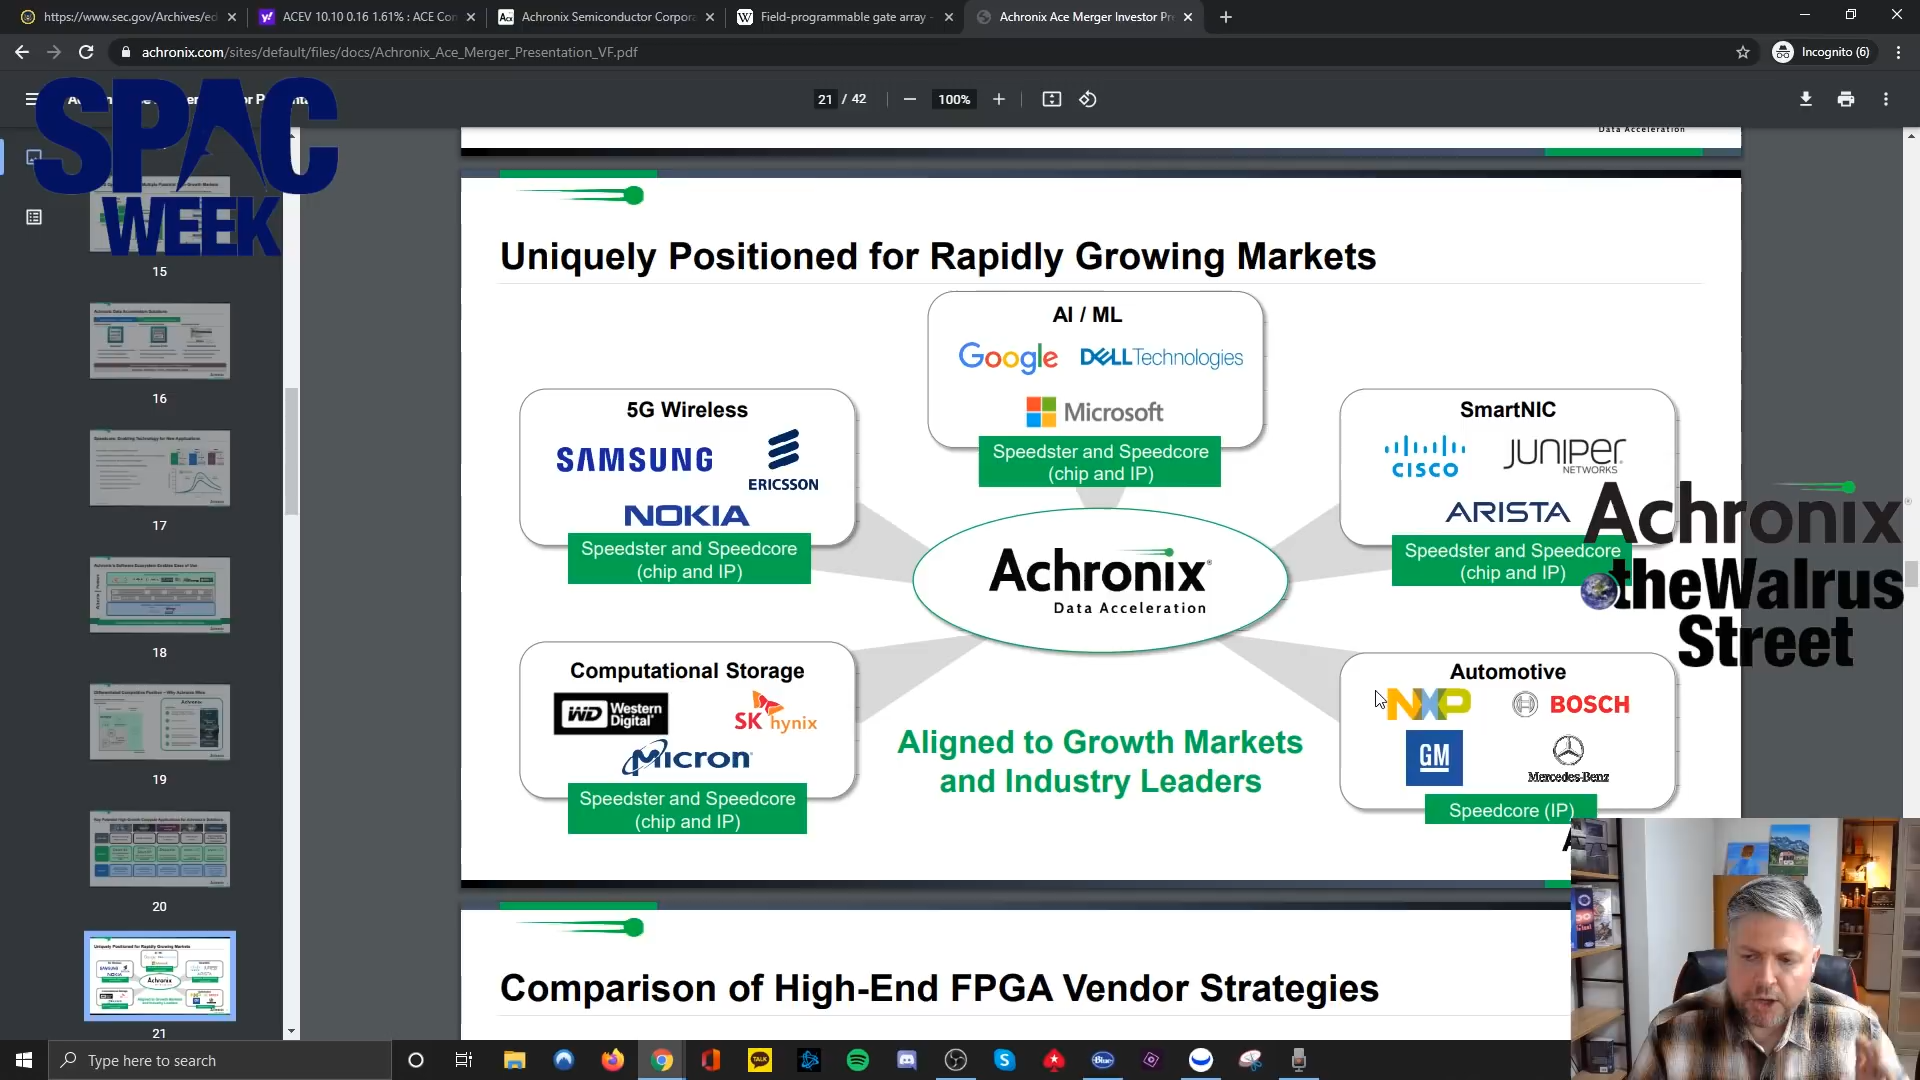 https://www.sec.gov/Archives/ed
ACEV 10.10 0.16 1.61% : ACE Con
Achronix Semiconductor Corpora
Field-programmable gate array -
Achronix Ace Merger Investor Pr
achronix.com/sites/default/files/docs/Achronix_Ace_Merger_Presentation_VF.pdf
Incognito (6)
21 / 42
100%
SPAC
WEEK
15
16
17
18
19
20
21
Data Acceleration
Uniquely Positioned for Rapidly Growing Markets
AI / ML
Google
DELL Technologies
Microsoft
Speedster and Speedcore
(chip and IP)
5G Wireless
SAMSUNG
ERICSSON
NOKIA
Speedster and Speedcore
(chip and IP)
SmartNIC
CISCO
JUNIPER
NETWORKS
ARISTA
Speedster and Speedcore
(chip and IP)
Achronix
Data Acceleration
Achronix
theWalrus
Street
Computational Storage
WD Western Digital
SK hynix
Micron
Speedster and Speedcore
(chip and IP)
Aligned to Growth Markets
and Industry Leaders
Automotive
NXP
BOSCH
GM
Mercedes-Benz
Speedcore (IP)
Comparison of High-End FPGA Vendor Strategies
Type here to search
TALK
Blue